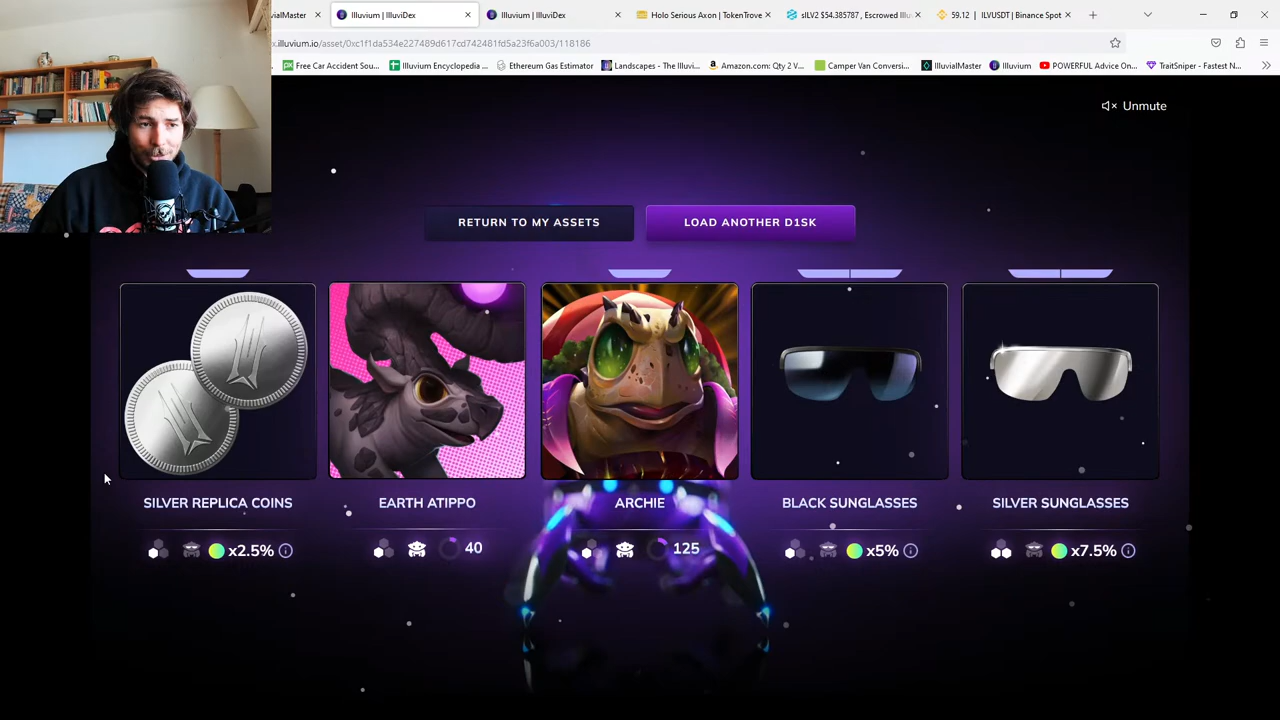 uvialMaster
Illuvium | IlluviDex
Illuvium | IlluviDex
Holo Serious Axon | TokenTrove
sILV2 $54.385787 , Escrowed Illu
59.12 | ILVUSDT | Binance Spot
.illuvium.io/asset/0xc1f1da534e227489d617cd742481fd5a23f6a003/118186
Free Car Accident Sou...
Illuvium Encyclopedia ...
Ethereum Gas Estimator
Landscapes - The Illuvi...
Amazon.com: Qty 2 V...
Camper Van Conversi...
IlluvialMaster
Illuvium
POWERFUL Advice On...
TraitSniper - Fastest N...
Unmute
RETURN TO MY ASSETS
LOAD ANOTHER D1SK
SILVER REPLICA COINS
EARTH ATIPPO
ARCHIE
BLACK SUNGLASSES
SILVER SUNGLASSES
x2.5%
40
125
x5%
x7.5%